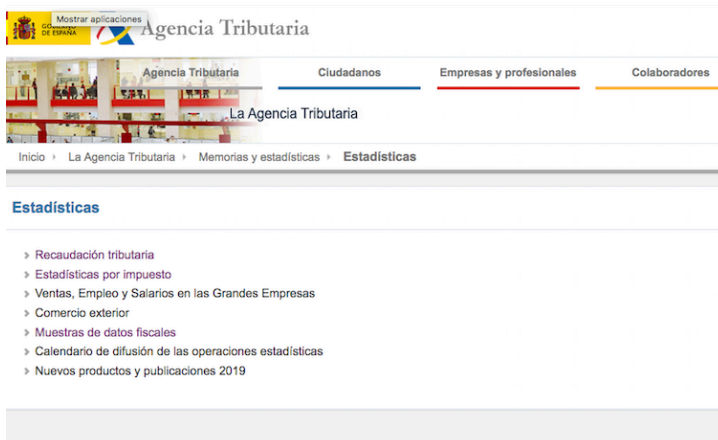 Mostrar aplicaciones
DE ESPAÑA
Agencia Tributaria
Agencia Tributaria Ciudadanos Empresas y profesionales Colaboradores
La Agencia Tributaria
Inicio La Agencia Tributaria Memorias y estadísticas Estadísticas
Estadísticas
Recaudación tributaria
Estadísticas por impuesto
Ventas, Empleo y Salarios en las Grandes Empresas
Comercio exterior
Muestras de datos fiscales
Calendario de difusión de las operaciones estadísticas
Nuevos productos y publicaciones 2019